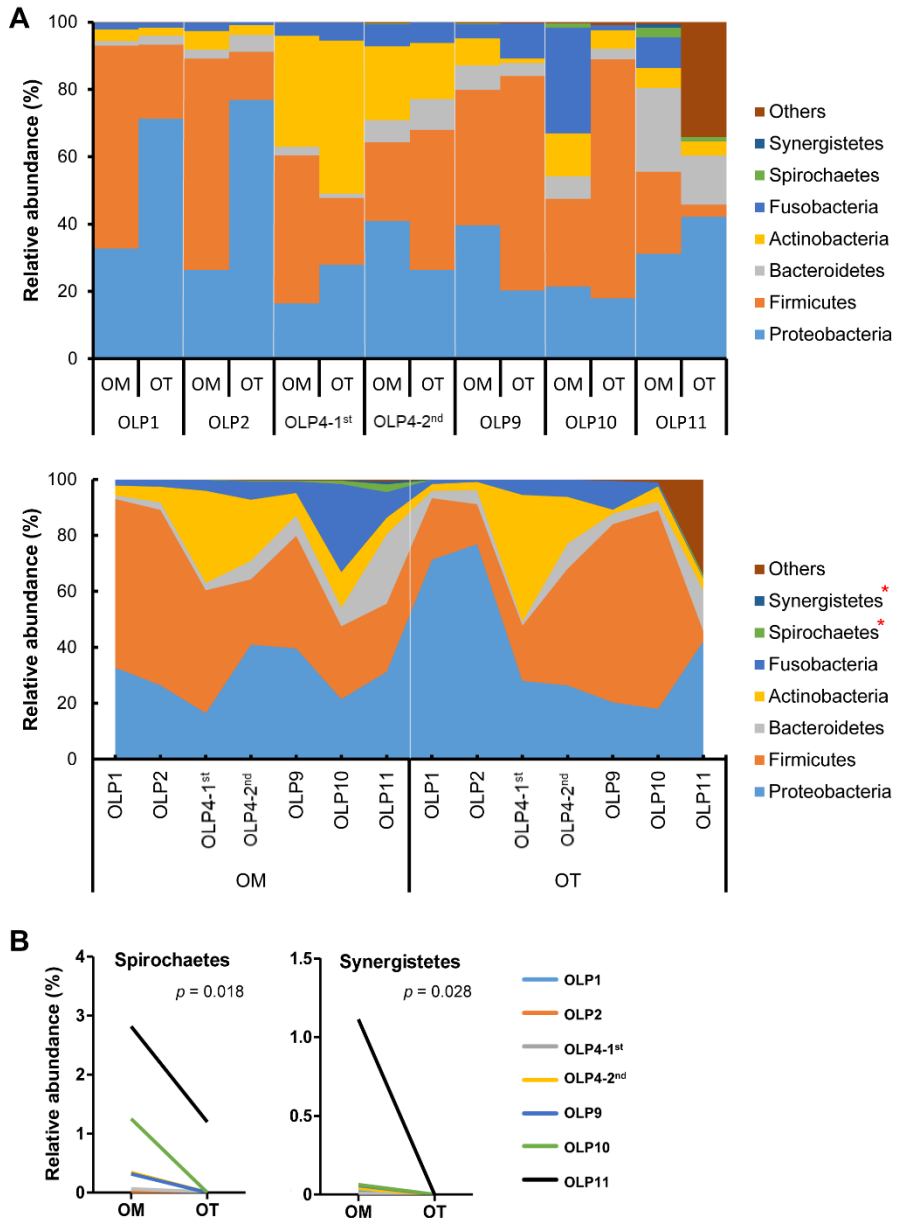 A
Relative abundance (%)
100
80
60
40
20
0
OM OT OM OT OM OT OM OT OM OT OM OT OM OT
OLP1 OLP2 OLP4-1st OLP4-2nd OLP9 OLP10 OLP11
Others
Synergistetes
Spirochaetes
Fusobacteria
Actinobacteria
Bacteroidetes
Firmicutes
Proteobacteria
Relative abundance (%)
100
80
60
40
20
0
OLP1 OLP2 OLP4-1st OLP4-2nd OLP9 OLP10 OLP11 OLP1 OLP2 OLP4-1st OLP4-2nd OLP9 OLP10 OLP11
OM OT
Others
Synergistetes*
Spirochaetes*
Fusobacteria
Actinobacteria
Bacteroidetes
Firmicutes
Proteobacteria
B
Relative abundance (%)
4
3
2
1
0
Spirochaetes
p = 0.018
OM OT
1.5
1.0
0.5
0
Synergistetes
p = 0.028
OM OT
OLP1
OLP2
OLP4-1st
OLP4-2nd
OLP9
OLP10
OLP11